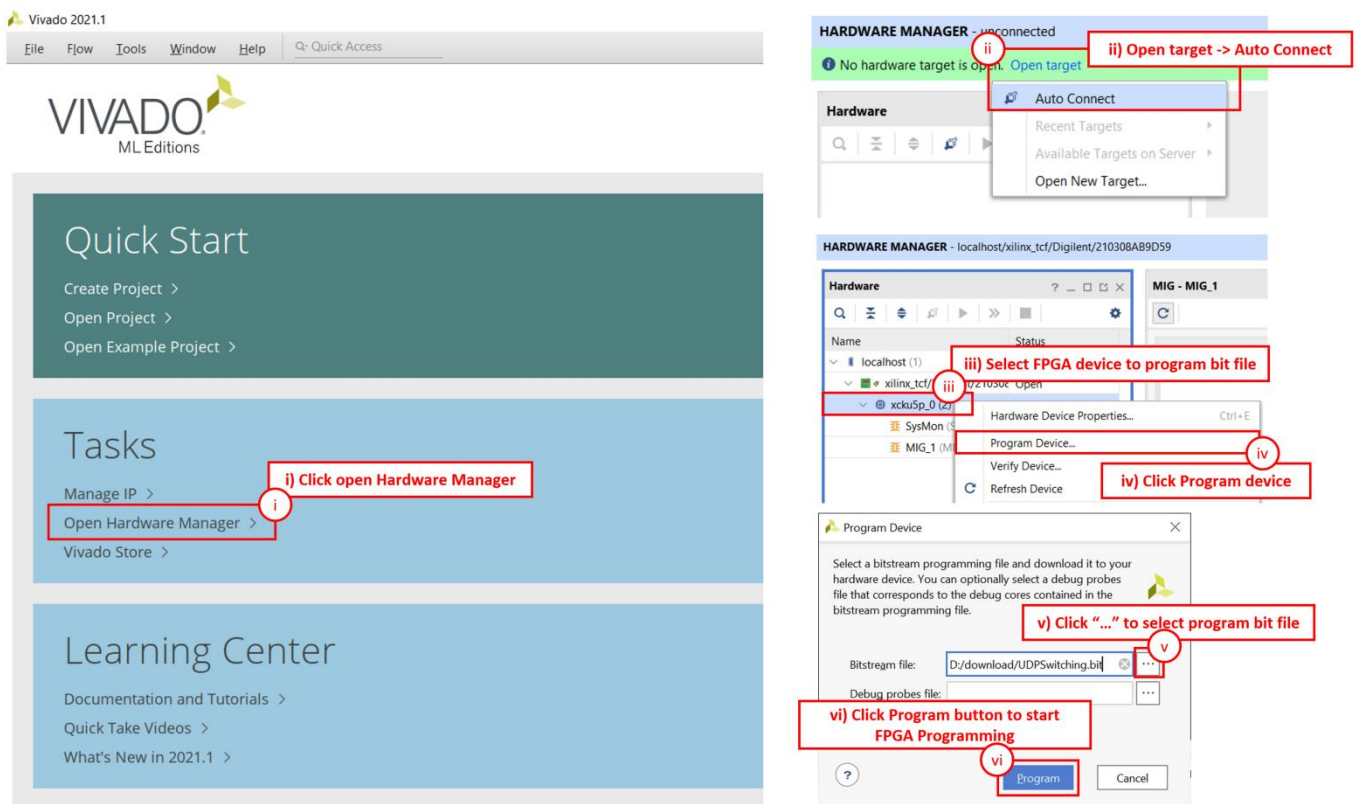 Vivado 2021.1
File Flow Tools Window Help Q- Quick Access
VIVADO.
ML Editions
Quick Start
Create Project >
Open Project >
Open Example Project >
Tasks
i) Click open Hardware Manager
Manage IP >
i
Open Hardware Manager >
Vivado Store >
Learning Center
Documentation and Tutorials >
Quick Take Videos >
What's New in 2021.1 >
HARDWARE MANAGER - unconnected
ii
ii) Open target -> Auto Connect
No hardware target is open. Open target
Auto Connect
Hardware
Recent Targets
Available Targets on Server
Open New Target...
HARDWARE MANAGER - localhost/xilinx_tcf/Digilent/210308AB9D59
Hardware ? MIG - MIG_1
Name Status
localhost (1)
iii) Select FPGA device to program bit file
iii
xilinx_tcf/ t/210308 Open
xcku5p_0 (2)
Hardware Device Properties... Ctrl+E
SysMon (S
MIG_1 (MI
Program Device...
iv
Verify Device...
iv) Click Program device
Refresh Device
Program Device
Select a bitstream programming file and download it to your
hardware device. You can optionally select a debug probes
file that corresponds to the debug cores contained in the
bitstream programming file.
v) Click “...” to select program bit file
v
Bitstream file: D:/download/UDPSwitching.bit ...
Debug probes file: ...
vi) Click Program button to start
FPGA Programming
vi
? Program Cancel